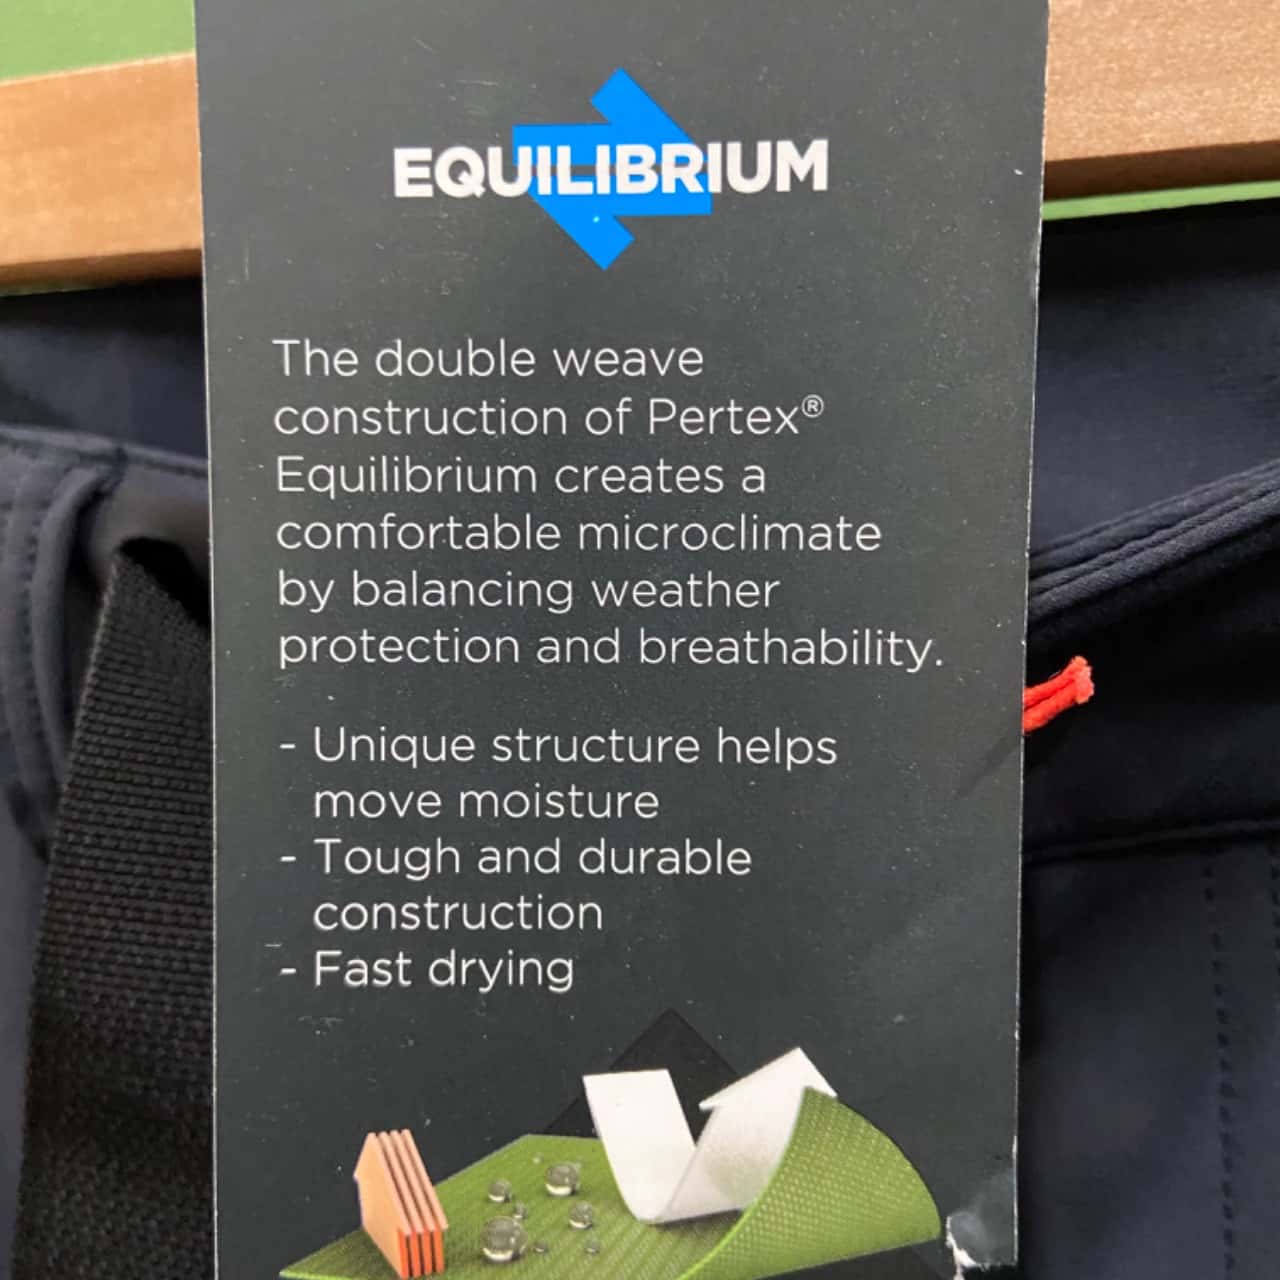 EQUILIBRIUM
The double weave
construction of Pertex®
Equilibrium creates a
comfortable microclimate
by balancing weather
protection and breathability.
- Unique structure helps
move moisture
- Tough and durable
construction
- Fast drying